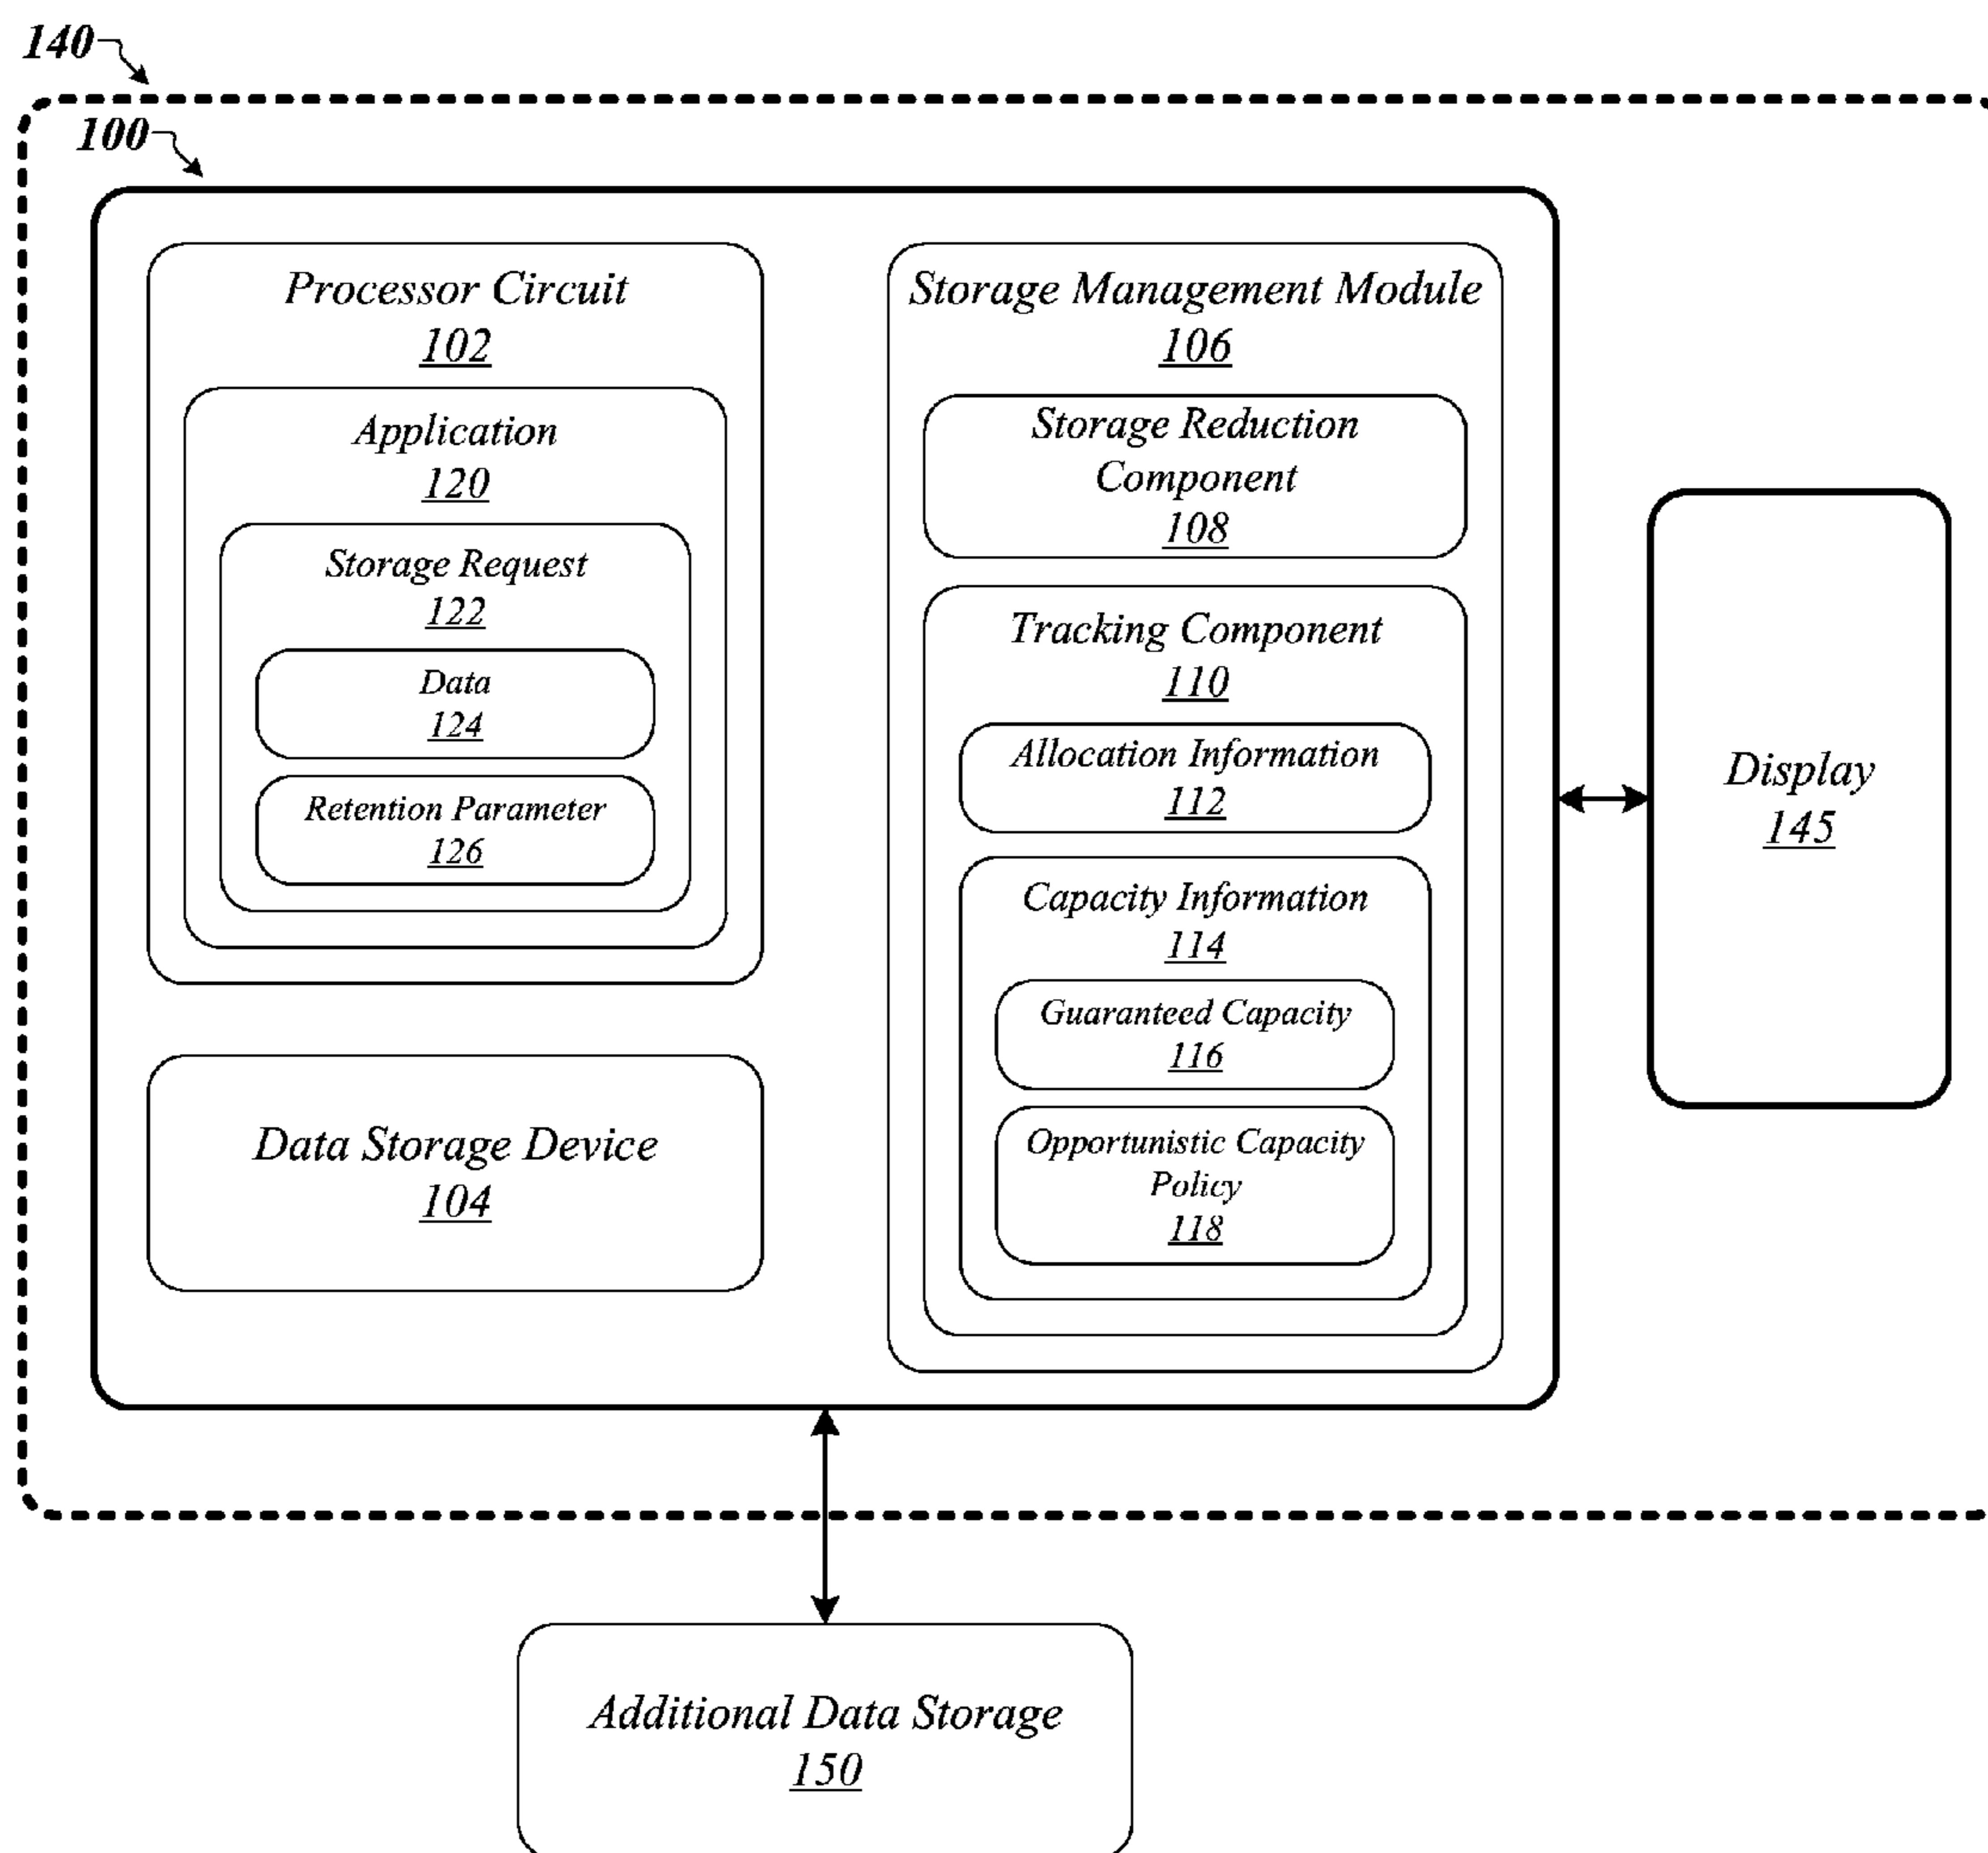 140
100
Processor Circuit
102
Application
120
Storage Request
122
Data
124
Retention Parameter
126
Data Storage Device
104
Storage Management Module
106
Storage Reduction
Component
108
Tracking Component
110
Allocation Information
112
Capacity Information
114
Guaranteed Capacity
116
Opportunistic Capacity
Policy
118
Display
145
Additional Data Storage
150